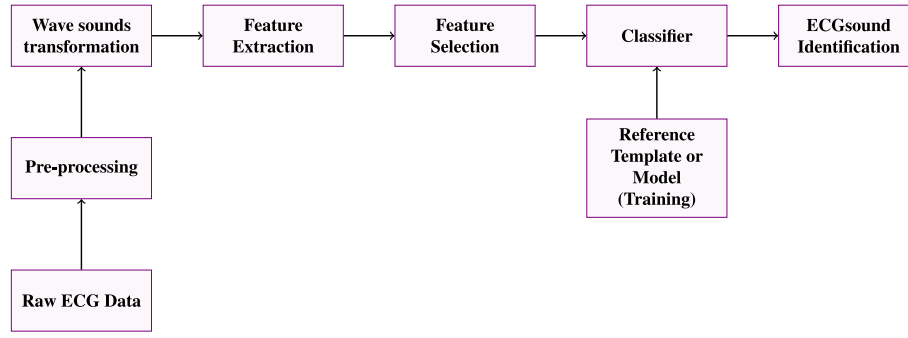 Wave sounds
transformation
Feature
Extraction
Feature
Selection
Classifier
ECGsound
Identification
Pre-processing
Reference
Template or
Model
(Training)
Raw ECG Data